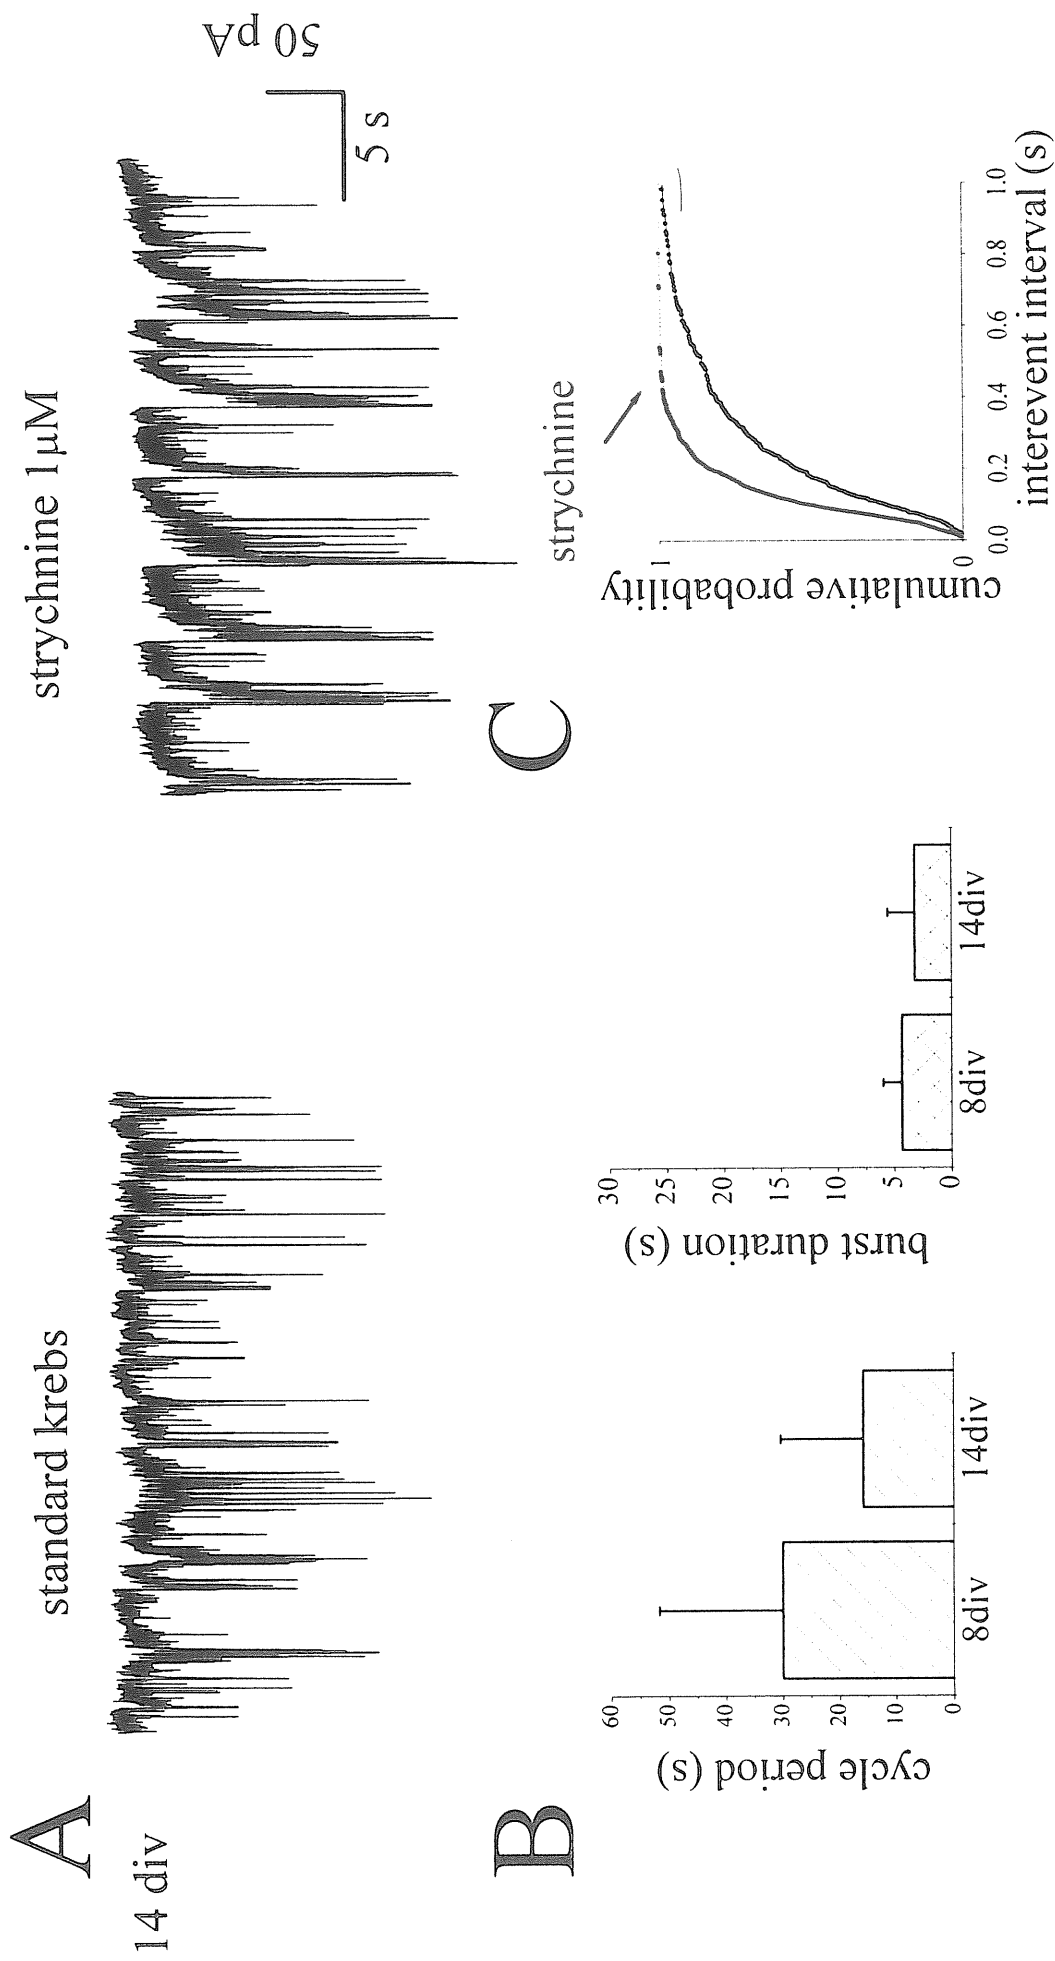 A
standard krebs
strychnine 1μM
14 div
50 pA
5 s
B
cycle period (s)
60
50
40
30
20
10
0
8div
14div
burst duration (s)
30
25
20
15
10
5
0
8div
14div
C
strychnine
cumulative probability
1
0
0.0
0.2
0.4
0.6
0.8
1.0
interevent interval (s)